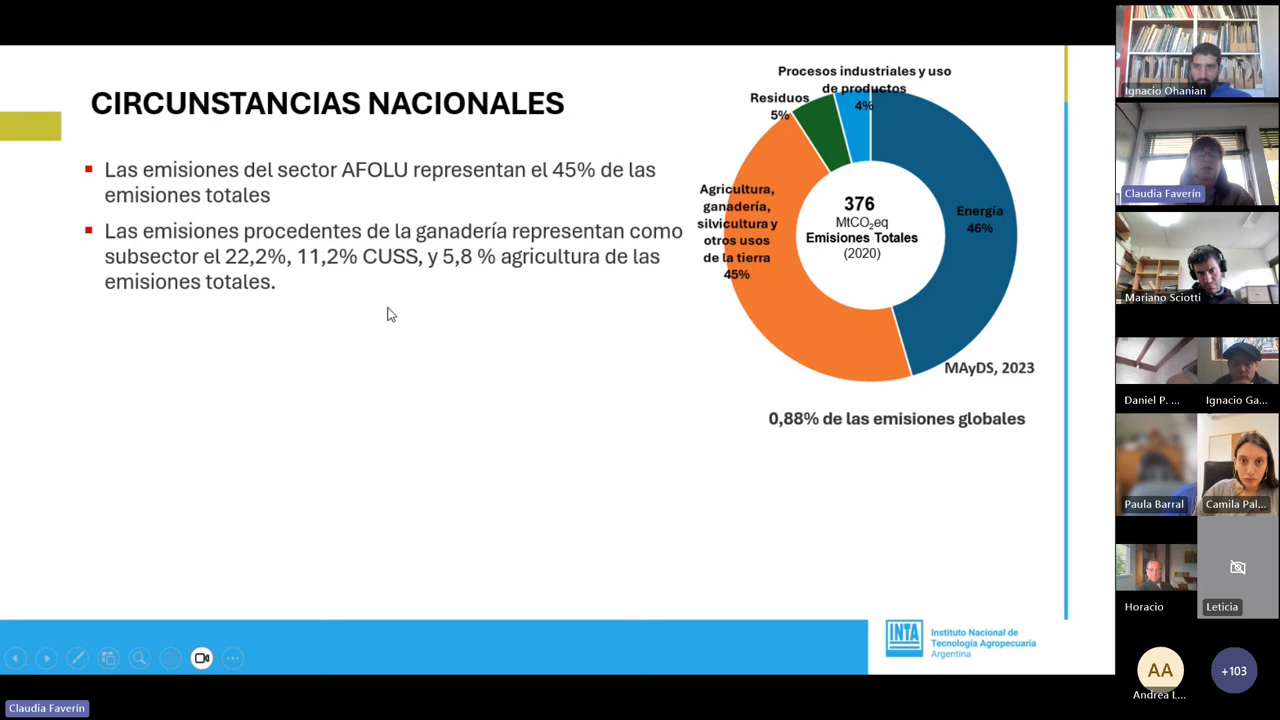 CIRCUNSTANCIAS NACIONALES
▪ Las emisiones del sector AFOLU representan el 45% de las
emisiones totales
▪ Las emisiones procedentes de la ganadería representan como
subsector el 22,2%, 11,2% CUSS, y 5,8 % agricultura de las
emisiones totales.
Procesos industriales y uso
de productos
4%
Residuos
5%
Agricultura,
ganadería,
silvicultura y
otros usos
de la tierra
45%
376
MtCO₂eq
Emisiones Totales
(2020)
Energía
46%
MAyDS, 2023
0,88% de las emisiones globales
INTA
Instituto Nacional de
Tecnología Agropecuaria
Argentina
Claudia Faverín
Ignacio Ohanian
Claudia Faverín
Mariano Sciotti
Daniel P. ...
Ignacio Ga...
Paula Barral
Camila Pal...
Horacio
Leticia
AA
Andrea L...
+103